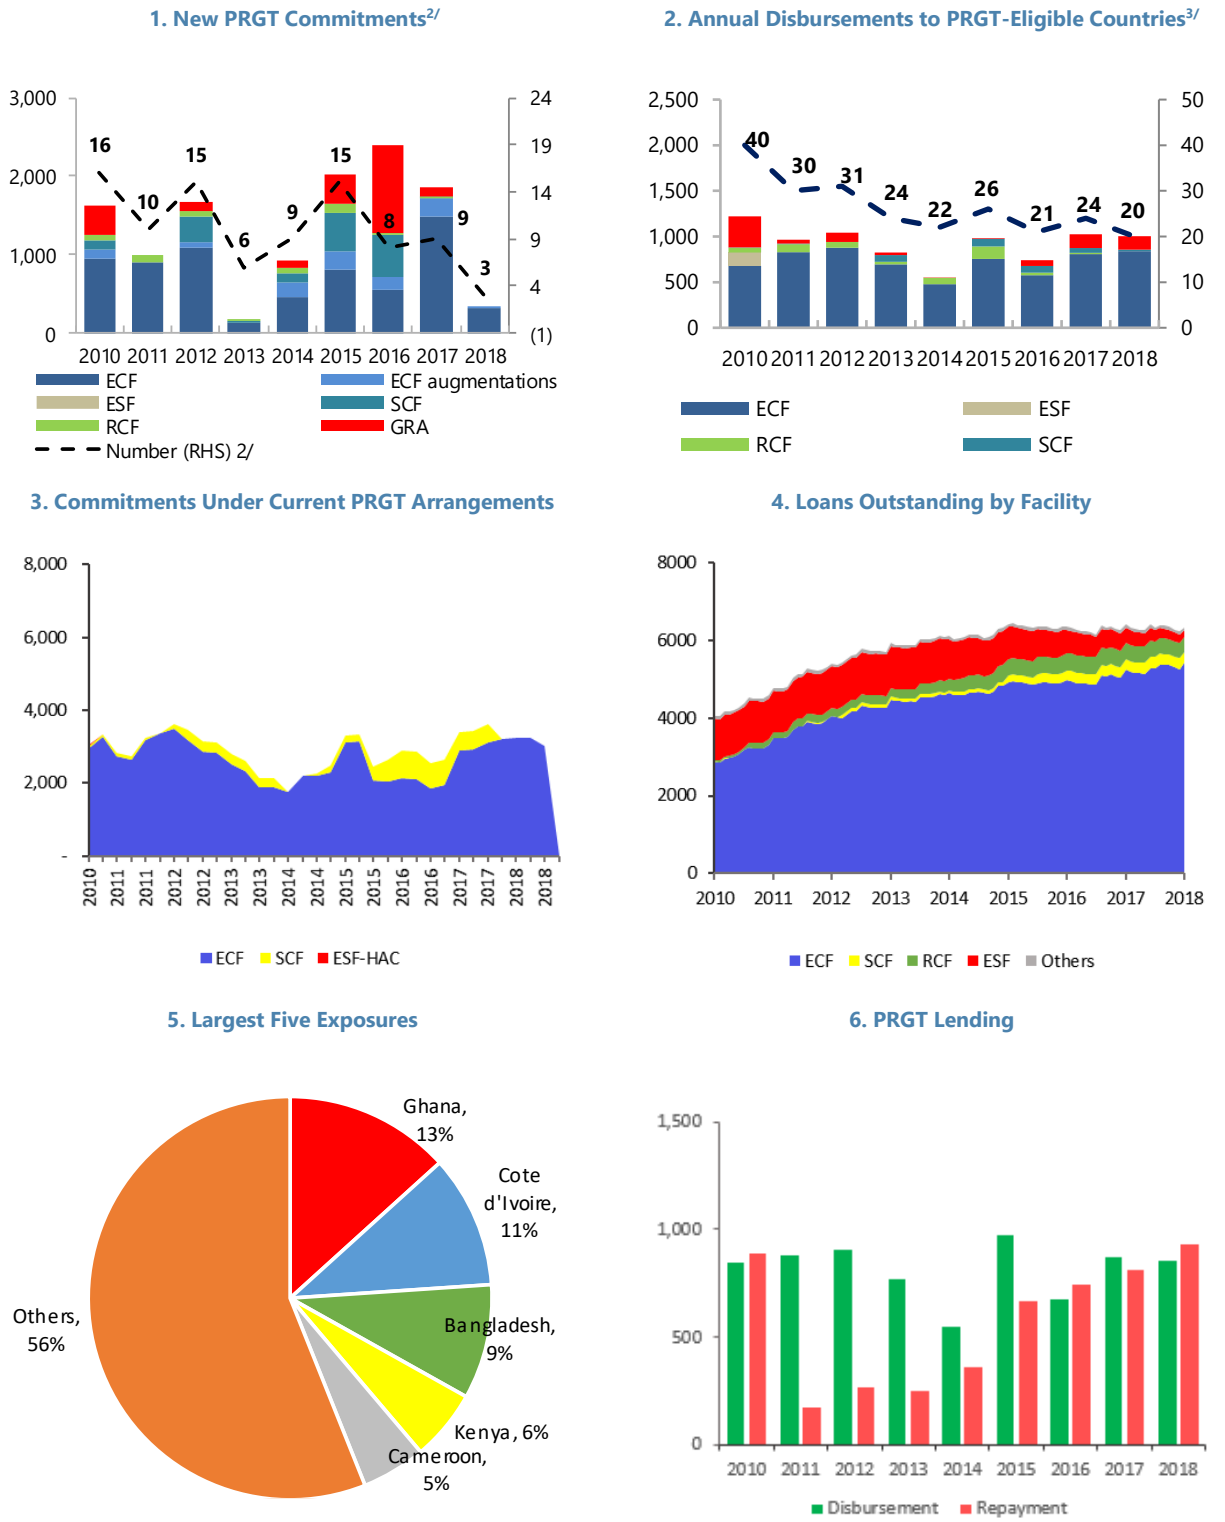 1. New PRGT Commitments2/
3,000
2,000
1,000
0
24
19
14
9
4
(1)
16
10
15
6
9
15
8
9
3
2010 2011 2012 2013 2014 2015 2016 2017 2018
ECF
ECF augmentations
ESF
SCF
RCF
GRA
Number (RHS) 2/
2. Annual Disbursements to PRGT-Eligible Countries3/
2,500
2,000
1,500
1,000
500
0
50
40
30
20
10
0
40
30
31
24
22
26
21
24
20
2010 2011 2012 2013 2014 2015 2016 2017 2018
ECF
ESF
RCF
SCF
3. Commitments Under Current PRGT Arrangements
8,000
6,000
4,000
2,000
-
2010 2011 2011 2012 2012 2013 2013 2014 2014 2015 2015 2016 2016 2017 2017 2018 2018
ECF SCF ESF-HAC
4. Loans Outstanding by Facility
8000
6000
4000
2000
0
2010 2011 2012 2013 2014 2015 2016 2017 2018
ECF SCF RCF ESF Others
5. Largest Five Exposures
Ghana,
13%
Cote
d'Ivoire,
11%
Bangladesh,
9%
Kenya, 6%
Cameroon,
5%
Others,
56%
6. PRGT Lending
1,500
1,000
500
0
2010 2011 2012 2013 2014 2015 2016 2017 2018
Disbursement Repayment